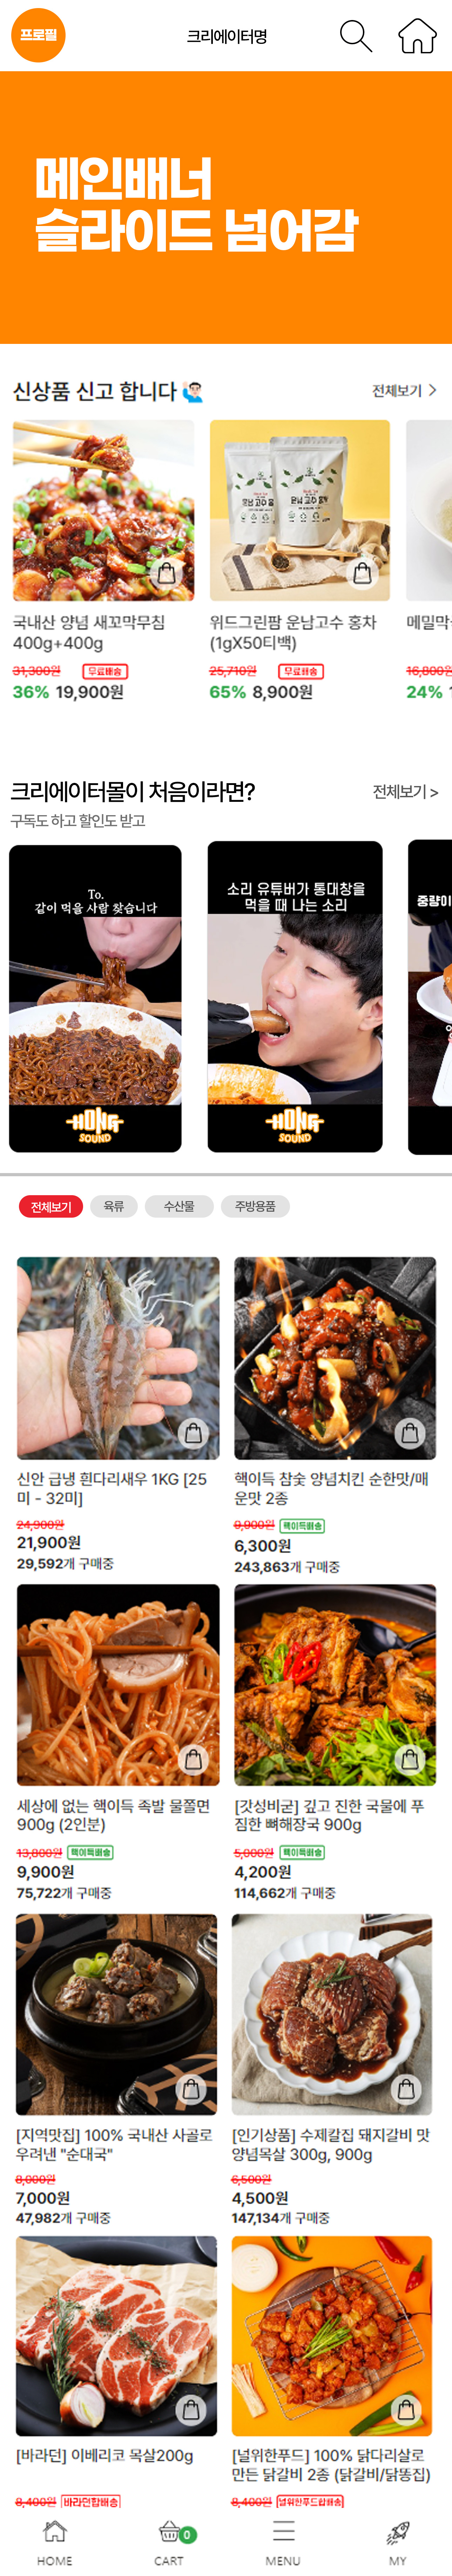 프로필
크리에이터명
메인배너
슬라이드 넘어감
신상품 신고 합니다
전체보기 >
국내산 양념 새꼬막무침
400g+400g
31,300원 무료배송
36% 19,900원
운남 고수 홍차
위드그린팜 운남고수 홍차
(1gX50티백)
25,710원 무료배송
65% 8,900원
메밀막
16,800원
24%
크리에이터몰이 처음이라면?
전체보기 >
구독도 하고 할인도 받고
To.
같이 먹을 사람 찾습니다
HONG
SOUND
소리 유튜버가 통대창을
먹을 때 나는 소리
HONG
SOUND
중량이
전체보기
육류
수산물
주방용품
신안 급냉 흰다리새우 1KG [25
미 - 32미]
24,900원
21,900원
29,592개 구매중
핵이득 참숯 양념치킨 순한맛/매
운맛 2종
9,900원 핵이득배송
6,300원
243,863개 구매중
세상에 없는 핵이득 족발 물쫄면
900g (2인분)
13,800원 핵이득배송
9,900원
75,722개 구매중
[갓성비굳] 깊고 진한 국물에 푸
짐한 뼈해장국 900g
5,000원 핵이득배송
4,200원
114,662개 구매중
[지역맛집] 100% 국내산 사골로
우려낸 "순대국"
8,000원
7,000원
47,982개 구매중
[인기상품] 수제칼집 돼지갈비 맛
양념목살 300g, 900g
6,500원
4,500원
147,134개 구매중
[바라던] 이베리코 목살200g
8,400원 바라던합배송
[널위한푸드] 100% 닭다리살로
만든 닭갈비 2종 (닭갈비/닭똥집)
8,400원 널위한푸드합배송
HOME
CART
0
MENU
MY